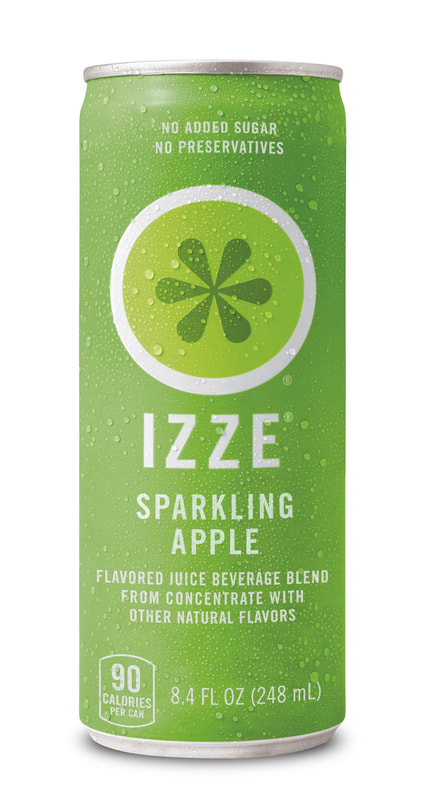 NO ADDED SUGAR
NO PRESERVATIVES
®
IZZE®
SPARKLING
APPLE
FLAVORED JUICE BEVERAGE BLEND
FROM CONCENTRATE WITH
OTHER NATURAL FLAVORS
90
CALORIES
PER CAN
8.4 FL OZ (248 mL)